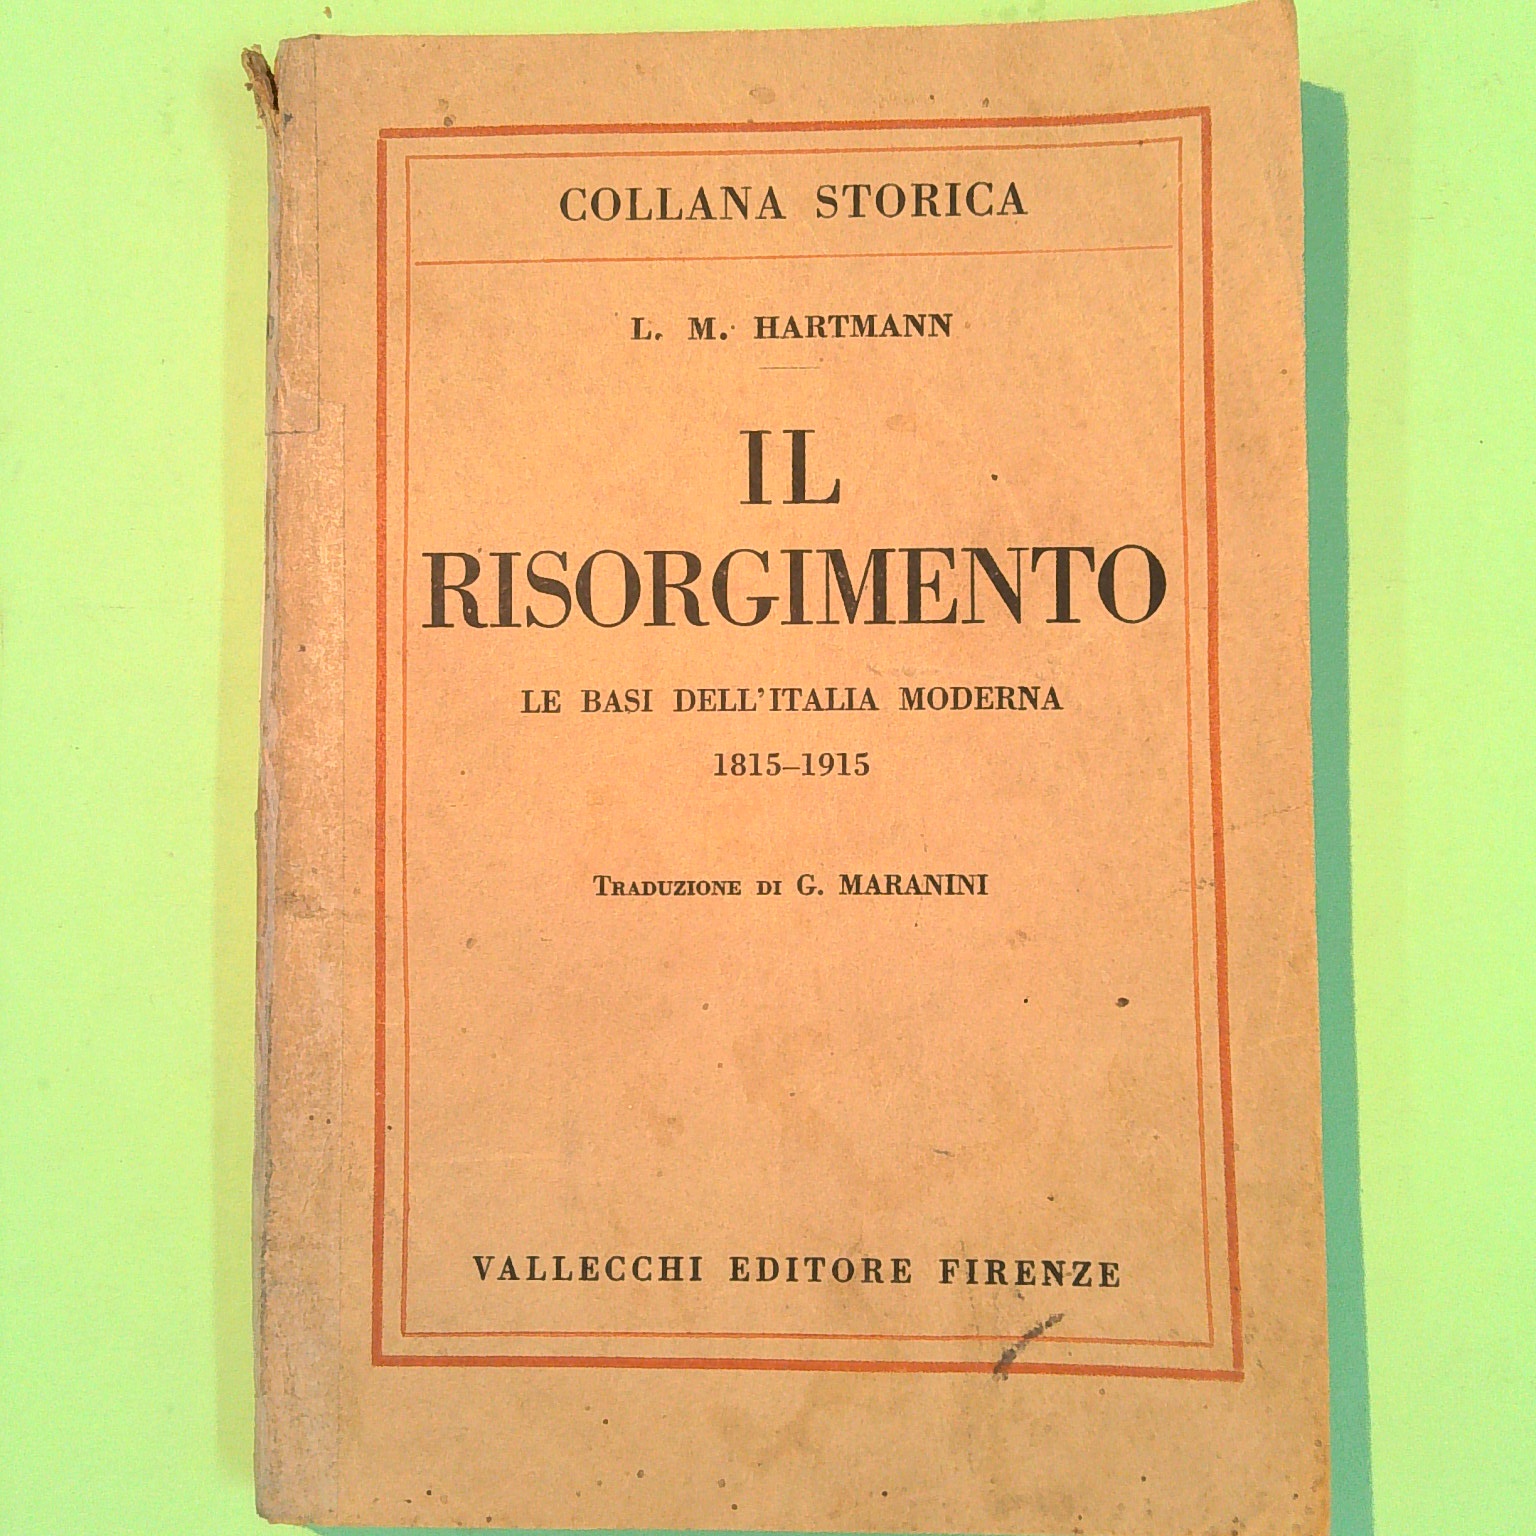 COLLANA STORICA
L. M. HARTMANN
IL
RISORGIMENTO
LE BASI DELL'ITALIA MODERNA
1815–1915
TRADUZIONE DI G. MARANINI
VALLECCHI EDITORE FIRENZE